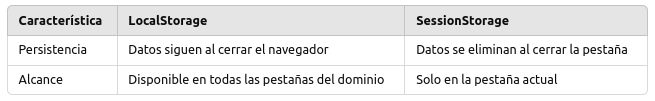 Característica LocalStorage SessionStorage
Persistencia Datos siguen al cerrar el navegador Datos se eliminan al cerrar la pestaña
Alcance Disponible en todas las pestañas del dominio Solo en la pestaña actual